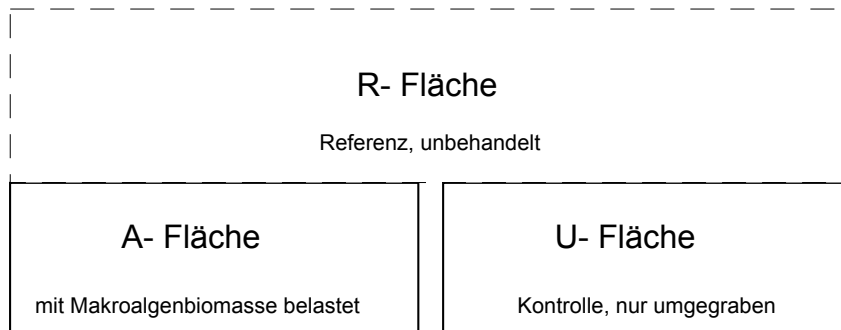 R- Fläche
Referenz, unbehandelt
A- Fläche
mit Makroalgenbiomasse belastet
U- Fläche
Kontrolle, nur umgegraben